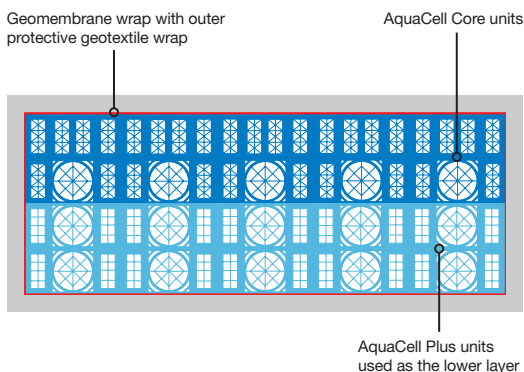 Geomembrane wrap with outer
protective geotextile wrap
AquaCell Core units
AquaCell Plus units
used as the lower layer